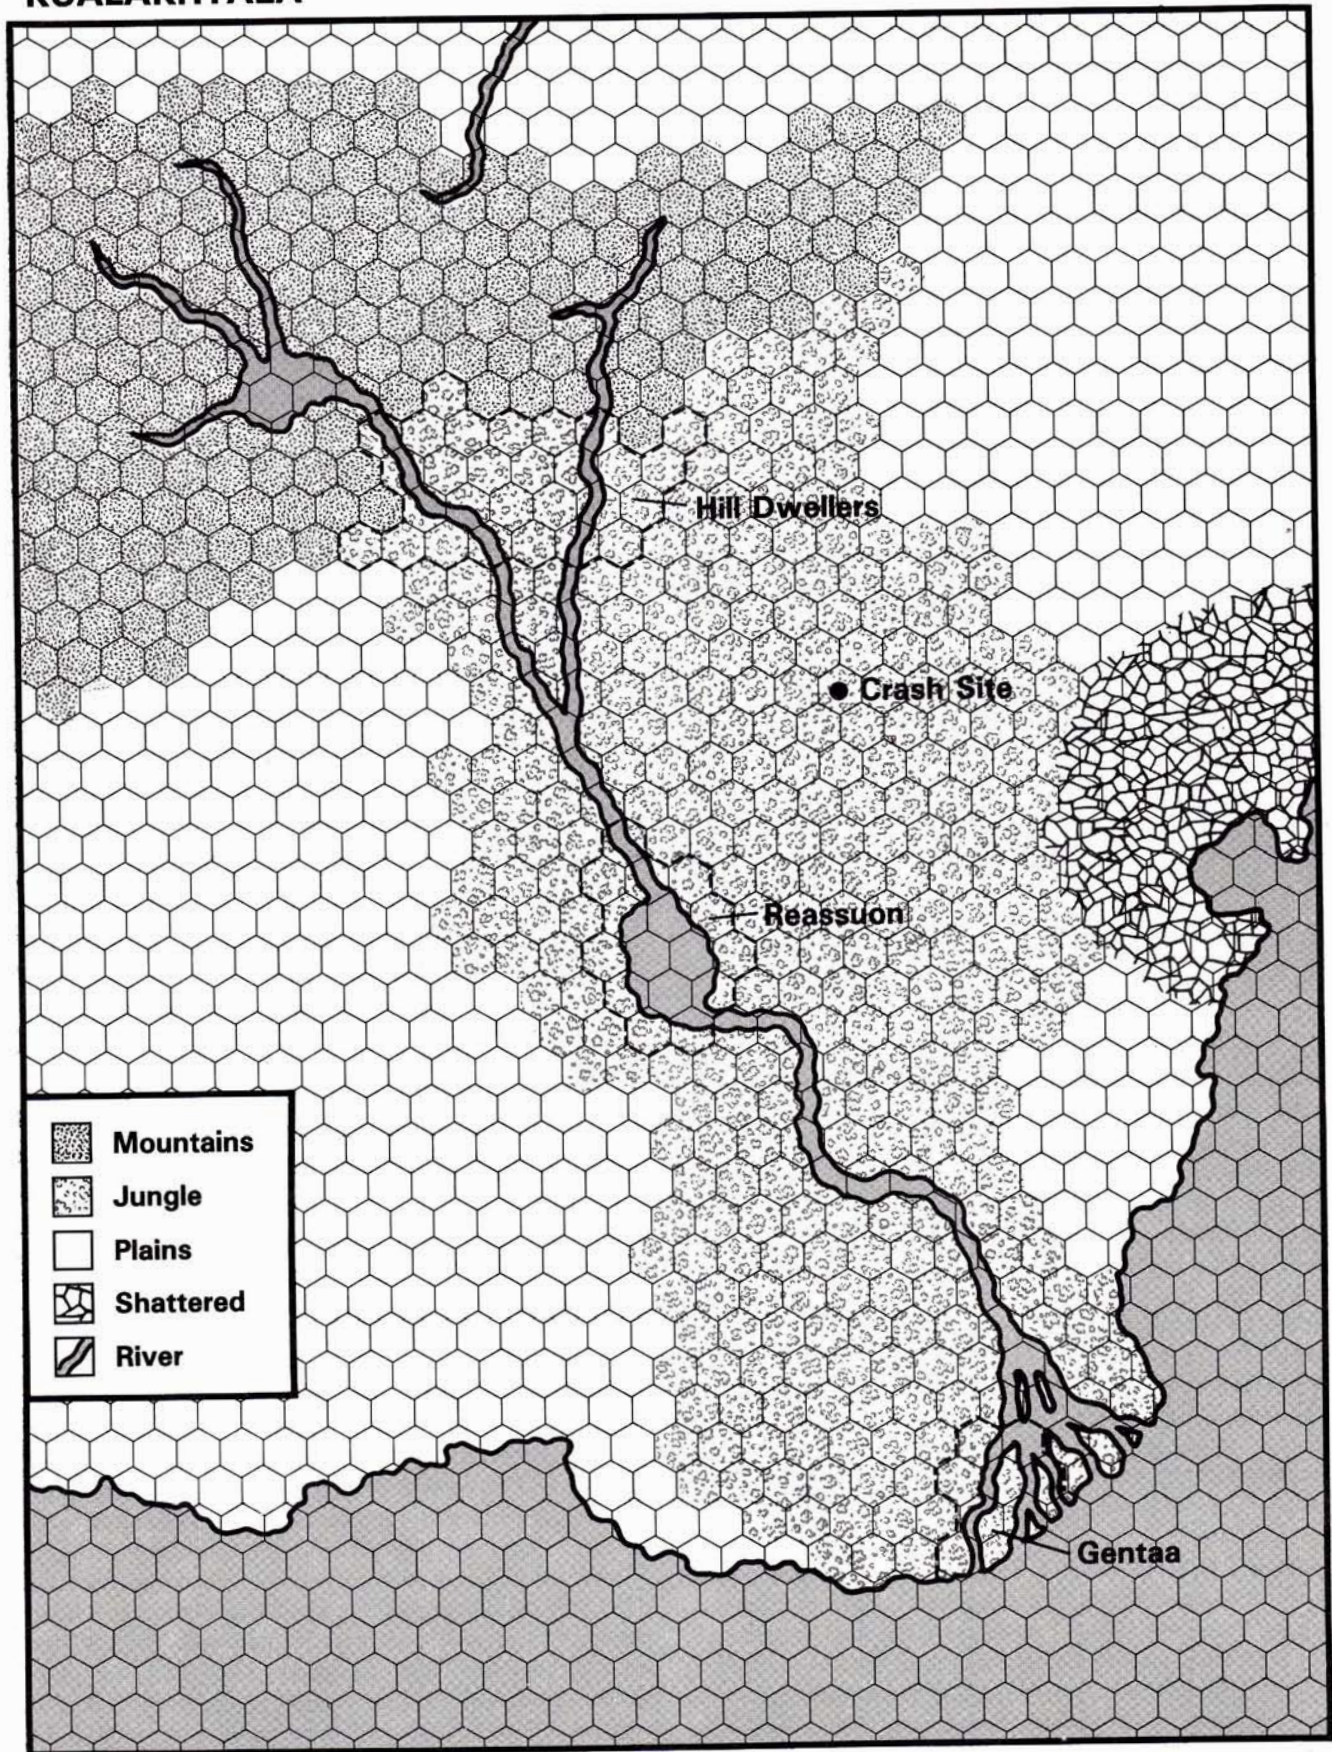 Hill Dwellers
Crash Site
Reassuon
Mountains
Jungle
Plains
Shattered
River
Gentaa